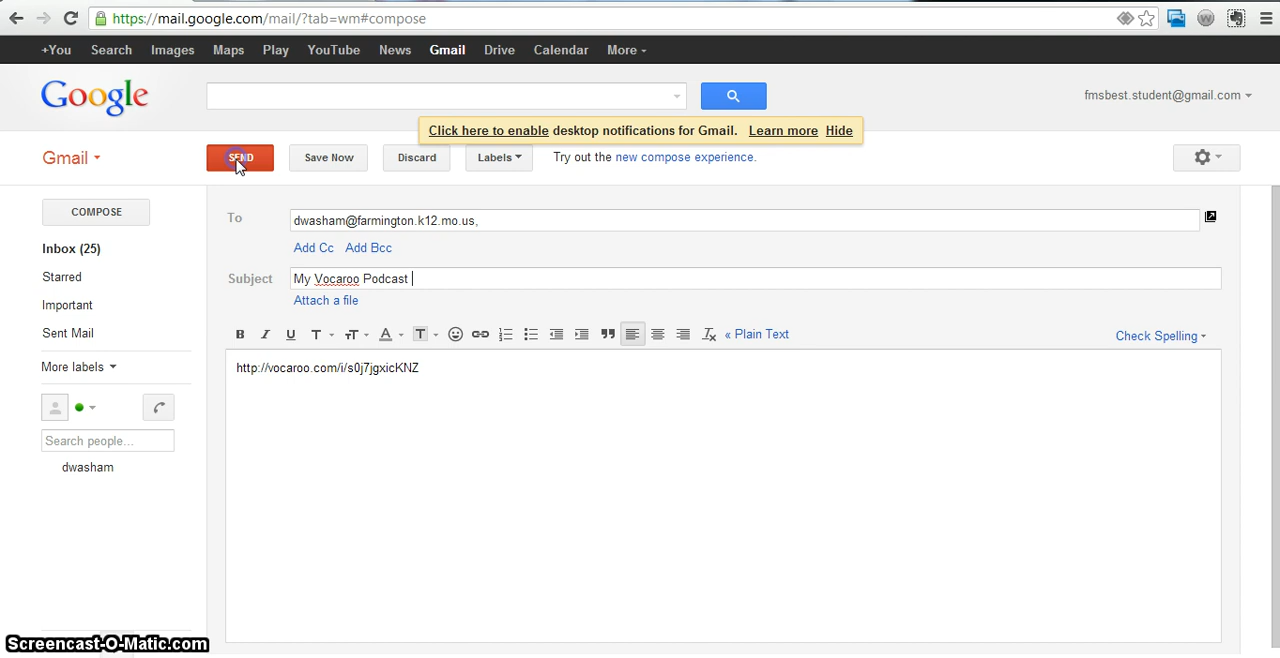 https://mail.google.com/mail/?tab=wm#compose
+You Search Images Maps Play YouTube News Gmail Drive Calendar More
Google
fmsbest.student@gmail.com
Click here to enable desktop notifications for Gmail. Learn more Hide
Gmail SEND Save Now Discard Labels Try out the new compose experience.
COMPOSE
Inbox (25)
Starred
Important
Sent Mail
More labels
Search people...
dwasham
To dwasham@farmington.k12.mo.us,
Add Cc Add Bcc
Subject My Vocaroo Podcast
Attach a file
B I U T T A T « Plain Text Check Spelling
http://vocaroo.com/i/s0j7jgxicKNZ
Screencast-O-Matic.com